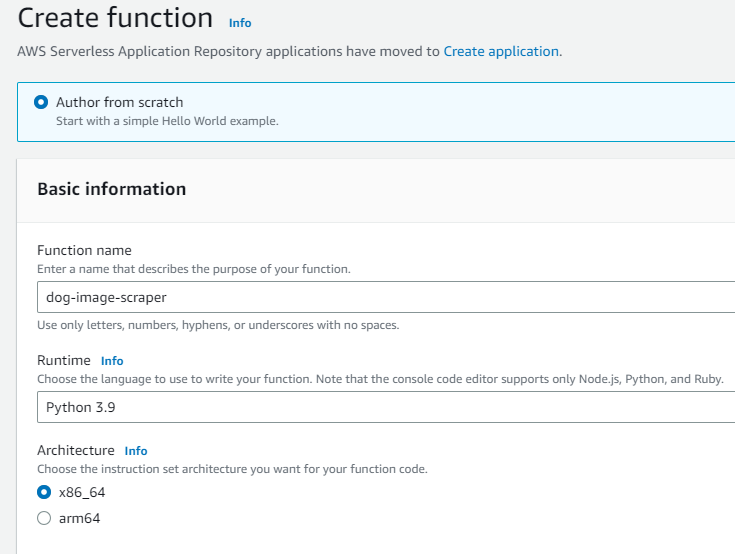 Create function Info
AWS Serverless Application Repository applications have moved to Create application.
Author from scratch
Start with a simple Hello World example.
Basic information
Function name
Enter a name that describes the purpose of your function.
dog-image-scraper
Use only letters, numbers, hyphens, or underscores with no spaces.
Runtime Info
Choose the language to use to write your function. Note that the console code editor supports only Node.js, Python, and Ruby.
Python 3.9
Architecture Info
Choose the instruction set architecture you want for your function code.
x86_64
arm64